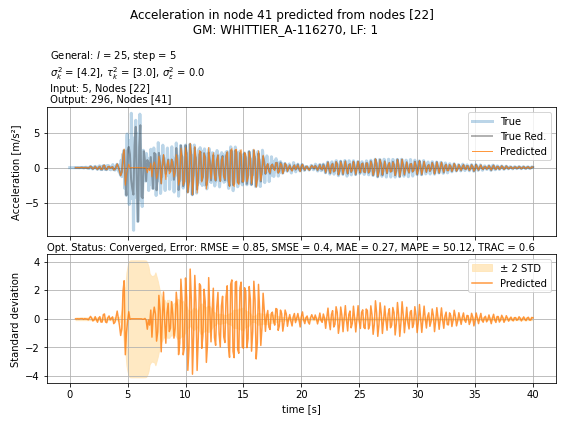 Acceleration in node 41 predicted from nodes [22]
GM: WHITTIER_A-116270, LF: 1
General: l = 25, step = 5
σ²ₖ = [4.2], τ²ₖ = [3.0], σ²ε = 0.0
Input: 5, Nodes [22]
Output: 296, Nodes [41]
Acceleration [m/s²]
5
0
−5
True
True Red.
Predicted
Opt. Status: Converged, Error: RMSE = 0.85, SMSE = 0.4, MAE = 0.27, MAPE = 50.12, TRAC = 0.6
Standard deviation
4
2
0
−2
−4
± 2 STD
Predicted
0 5 10 15 20 25 30 35 40
time [s]